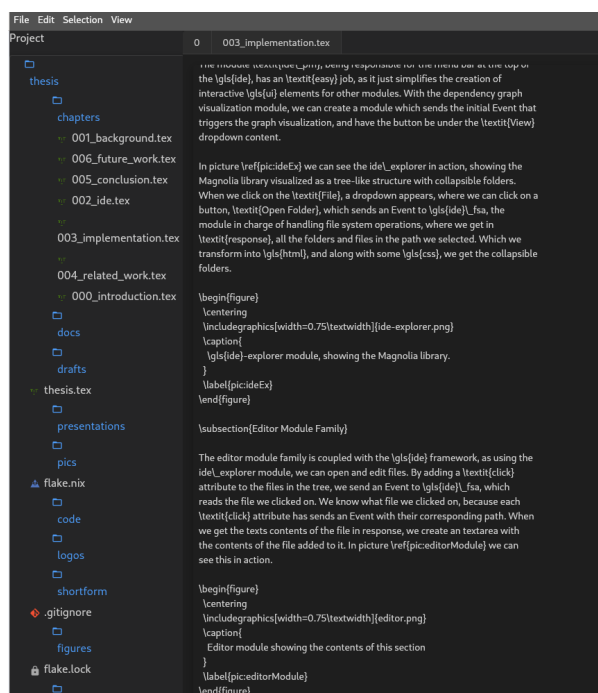 File Edit Selection View
Project
0 003_implementation.tex
thesis
chapters
001_background.tex
006_future_work.tex
005_conclusion.tex
002_ide.tex
003_implementation.tex
004_related_work.tex
000_introduction.tex
docs
drafts
thesis.tex
presentations
pics
flake.nix
code
logos
shortform
.gitignore
figures
flake.lock
The module \textit{ide\_pm}, being responsible for the menu bar at the top of
the \gls{ide}, has an \textit{easy} job, as it just simplifies the creation of
interactive \gls{ui} elements for other modules. With the dependency graph
visualization module, we can create a module which sends the initial Event that
triggers the graph visualization, and have the button be under the \textit{View}
dropdown content.
In picture \ref{pic:ideEx} we can see the ide\_explorer in action, showing the
Magnolia library visualized as a tree-like structure with collapsible folders.
When we click on the \textit{File}, a dropdown appears, where we can click on a
button, \textit{Open Folder}, which sends an Event to \gls{ide}\_fsa, the
module in charge of handling file system operations, where we get in
\textit{response}, all the folders and files in the path we selected. Which we
transform into \gls{html}, and along with some \gls{css}, we get the collapsible
folders.
\begin{figure}
\centering
\includegraphics[width=0.75\textwidth]{ide-explorer.png}
\caption{
\gls{ide}-explorer module, showing the Magnolia library.
}
\label{pic:ideEx}
\end{figure}
\subsection{Editor Module Family}
The editor module family is coupled with the \gls{ide} framework, as using the
ide\_explorer module, we can open and edit files. By adding a \textit{click}
attribute to the files in the tree, we send an Event to \gls{ide}\_fsa, which
reads the file we clicked on. We know what file we clicked on, because each
\textit{click} attribute has sends an Event with their corresponding path. When
we get the texts contents of the file in response, we create an textarea with
the contents of the file added to it. In picture \ref{pic:editorModule} we can
see this in action.
\begin{figure}
\centering
\includegraphics[width=0.75\textwidth]{editor.png}
\caption{
Editor module showing the contents of this section
}
\label{pic:editorModule}
\end{figure}